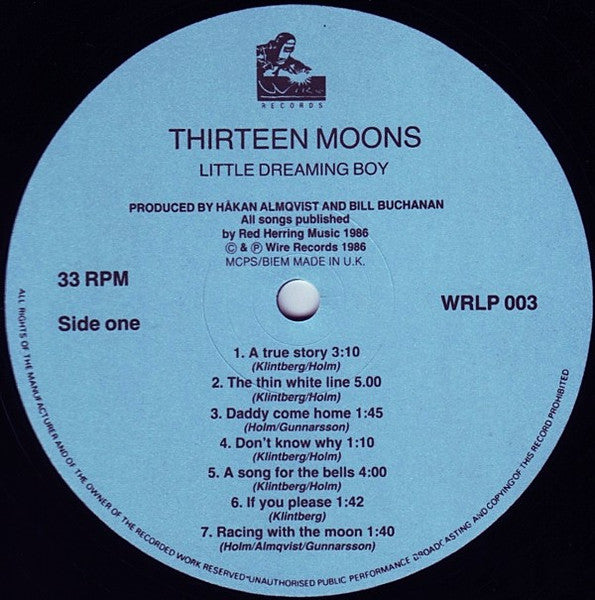 RECORDS
THIRTEEN MOONS
LITTLE DREAMING BOY
PRODUCED BY HÅKAN ALMQVIST AND BILL BUCHANAN
All songs published
by Red Herring Music 1986
© & ℗ Wire Records 1986
MCPS/BIEM MADE IN U.K.
33 RPM
Side one
WRLP 003
1. A true story 3:10
(Klintberg/Holm)
2. The thin white line 5.00
(Klintberg/Holm)
3. Daddy come home 1:45
(Holm/Gunnarsson)
4. Don't know why 1:10
(Klintberg/Holm)
5. A song for the bells 4:00
(Klintberg/Holm)
6. If you please 1:42
(Klintberg)
7. Racing with the moon 1:40
(Holm/Almqvist/Gunnarsson)
ALL RIGHTS OF THE MANUFACTURER AND OF THE OWNER OF THE RECORDED WORK RESERVED-UNAUTHORISED PUBLIC PERFORMANCE BROADCASTING AND COPYING OF THIS RECORD PROHIBITED